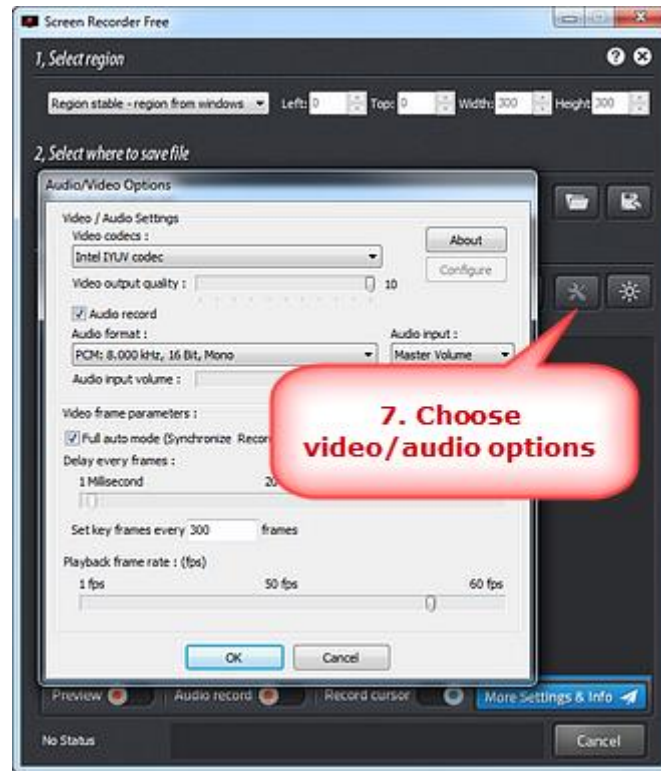 Screen Recorder Free
1, Select region
Region stable - region from windows Left: 0 Top: 0 Width: 300 Height 300
2, Select where to save file
Audio/Video Options
Video / Audio Settings
Video codecs :
About
Intel IYUV codec
Configure
Video output quality : 10
Audio record
Audio format : Audio input :
PCM: 8.000 kHz, 16 Bit, Mono Master Volume
Audio input volume :
7. Choose
video/audio options
Video frame parameters :
Full auto mode (Synchronize
Delay every frames :
1 Millisecond
Set key frames every 300 frames
Playback frame rate : (fps)
1 fps 50 fps 60 fps
OK Cancel
Preview Audio record Record cursor More Settings & Info
No Status Cancel